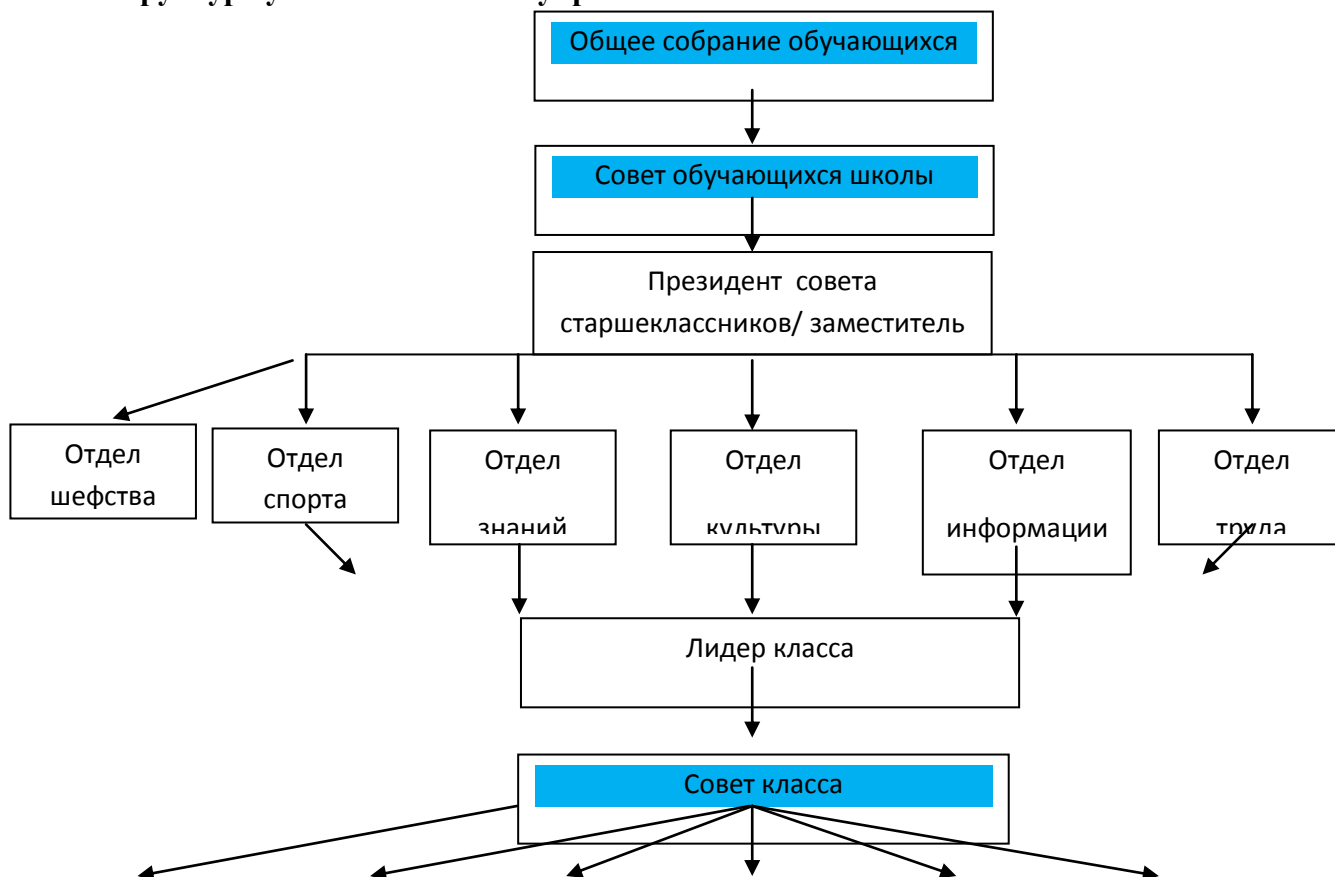 Общее собрание обучающихся
Совет обучающихся школы
Президент совета
старшеклассников/ заместитель
Отдел
шефства
Отдел
спорта
Отдел
знаний
Отдел
культуры
Отдел
информации
Отдел
труда
Лидер класса
Совет класса